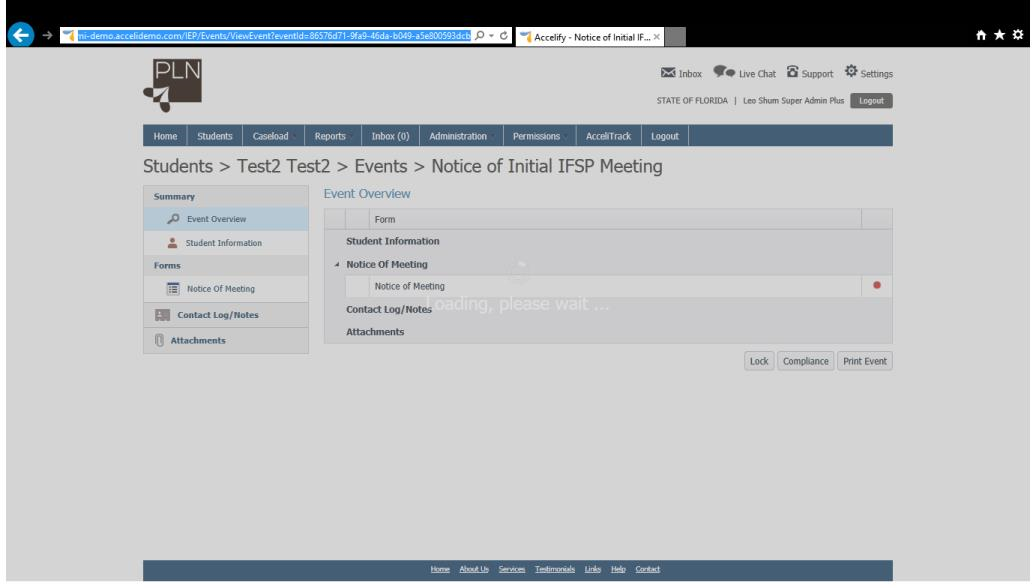 mi-demo.accelidemo.com/IEP/Events/ViewEvent?eventId=86576d71-9fa9-46da-b049-a5e800593dcb
Accelify - Notice of Initial IF...
PLN
Inbox Live Chat Support Settings
STATE OF FLORIDA | Leo Shum Super Admin Plus Logout
Home Students Caseload Reports Inbox (0) Administration Permissions AcceliTrack Logout
Students > Test2 Test2 > Events > Notice of Initial IFSP Meeting
Summary
Event Overview
Student Information
Forms
Notice Of Meeting
Contact Log/Notes
Attachments
Event Overview
Form
Student Information
Notice Of Meeting
Notice of Meeting
Contact Log/Notes
Loading, please wait ...
Attachments
Lock Compliance Print Event
Home About Us Services Testimonials Links Help Contact